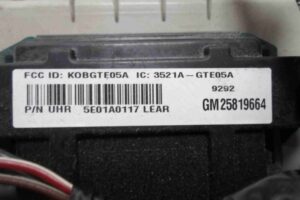 FCC ID: KOBGTE05A IC: 3521A-GTE05A
9292
P/N UHR 5E01A0117 LEAR GM25819664